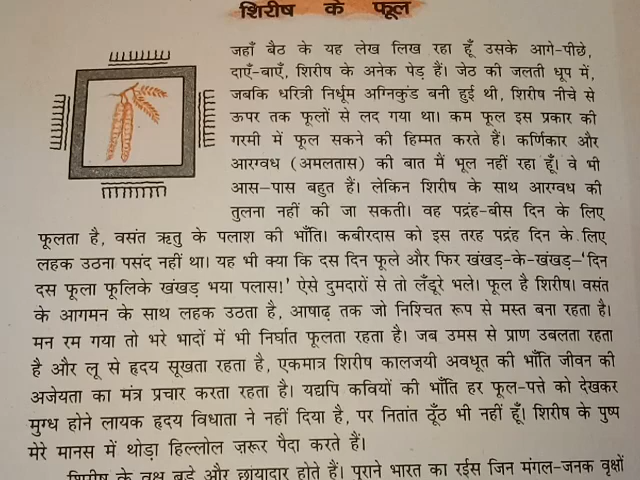 शिरीष के फूल
जहाँ बैठ के यह लेख लिख रहा हूँ उसके आगे-पीछे,
दाएँ-बाएँ, शिरीष के अनेक पेड़ हैं। जेठ की जलती धूप में,
जबकि धरित्री निर्धूम अग्निकुंड बनी हुई थी, शिरीष नीचे से
ऊपर तक फूलों से लद गया था। कम फूल इस प्रकार की
गरमी में फूल सकने की हिम्मत करते हैं। कर्णिकार और
आरग्वध (अमलतास) की बात मैं भूल नहीं रहा हूँ। वे भी
आस-पास बहुत हैं। लेकिन शिरीष के साथ आरग्वध की
तुलना नहीं की जा सकती। वह पद्रंह-बीस दिन के लिए
फूलता है, वसंत ऋतु के पलाश की भाँति। कबीरदास को इस तरह पद्रंह दिन के लिए
लहक उठना पसंद नहीं था। यह भी क्या कि दस दिन फूले और फिर खंखड़-के-खंखड़-'दिन
दस फूला फूलिके खंखड़ भया पलास!' ऐसे दुमदारों से तो लँडूरे भले। फूल है शिरीष। वसंत
के आगमन के साथ लहक उठता है, आषाढ़ तक जो निश्चित रूप से मस्त बना रहता है।
मन रम गया तो भरे भादों में भी निर्घात फूलता रहता है। जब उमस से प्राण उबलता रहता
है और लू से हृदय सूखता रहता है, एकमात्र शिरीष कालजयी अवधूत की भाँति जीवन की
अजेयता का मंत्र प्रचार करता रहता है। यद्यपि कवियों की भाँति हर फूल-पत्ते को देखकर
मुग्ध होने लायक हृदय विधाता ने नहीं दिया है, पर नितांत ठूँठ भी नहीं हूँ। शिरीष के पुष्प
मेरे मानस में थोड़ा हिल्लोल ज़रूर पैदा करते हैं।
शिरीष के वृक्ष बड़े और छायादार होते हैं। पुराने भारत का रईस जिन मंगल-जनक वृक्षों